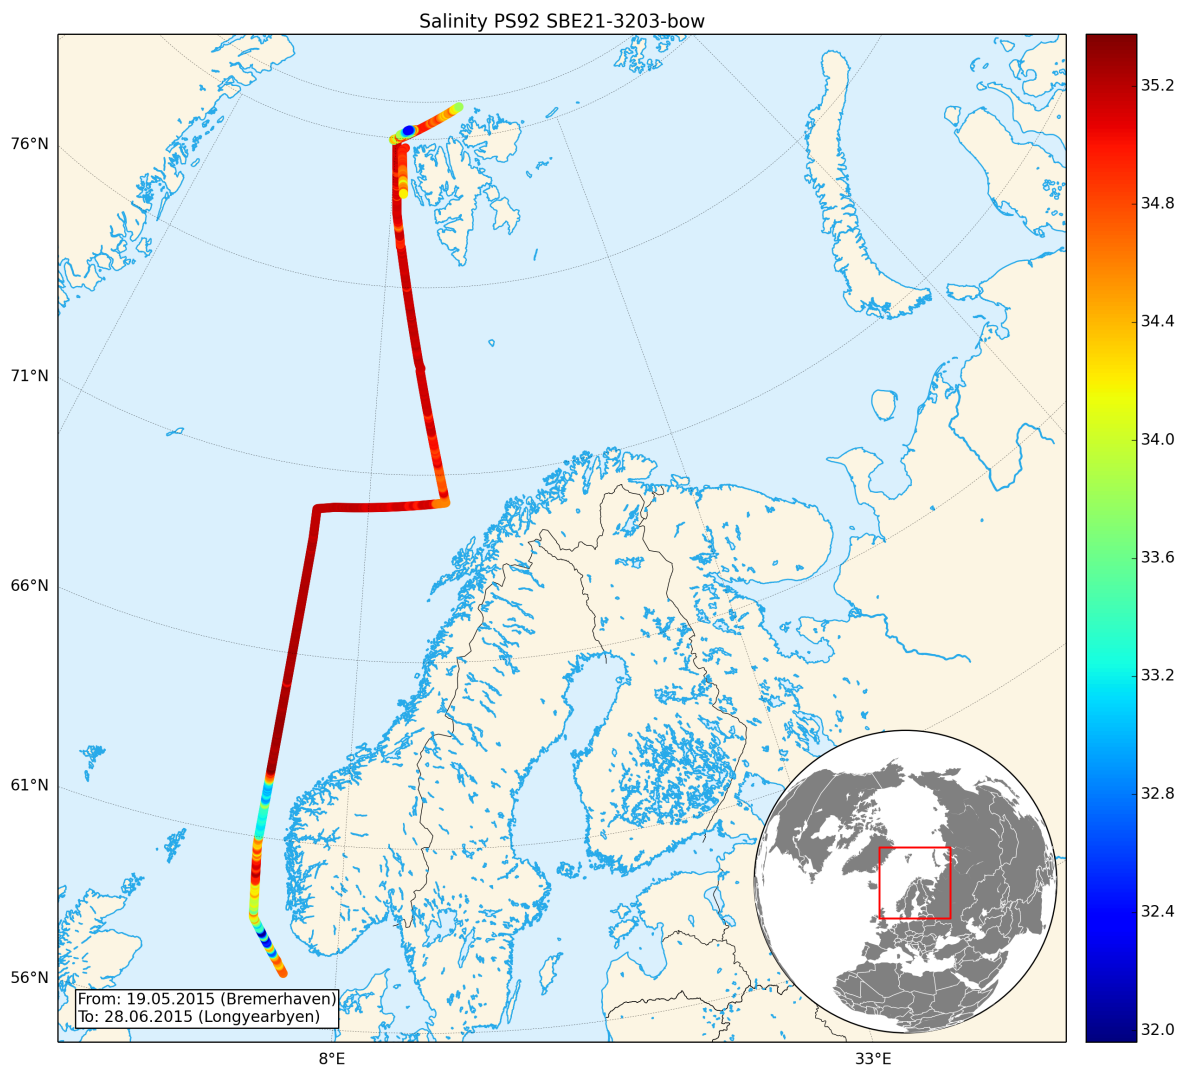 Salinity PS92 SBE21-3203-bow
76°N
71°N
66°N
61°N
56°N
8°E
33°E
35.2
34.8
34.4
34.0
33.6
33.2
32.8
32.4
32.0
From: 19.05.2015 (Bremerhaven)
To: 28.06.2015 (Longyearbyen)